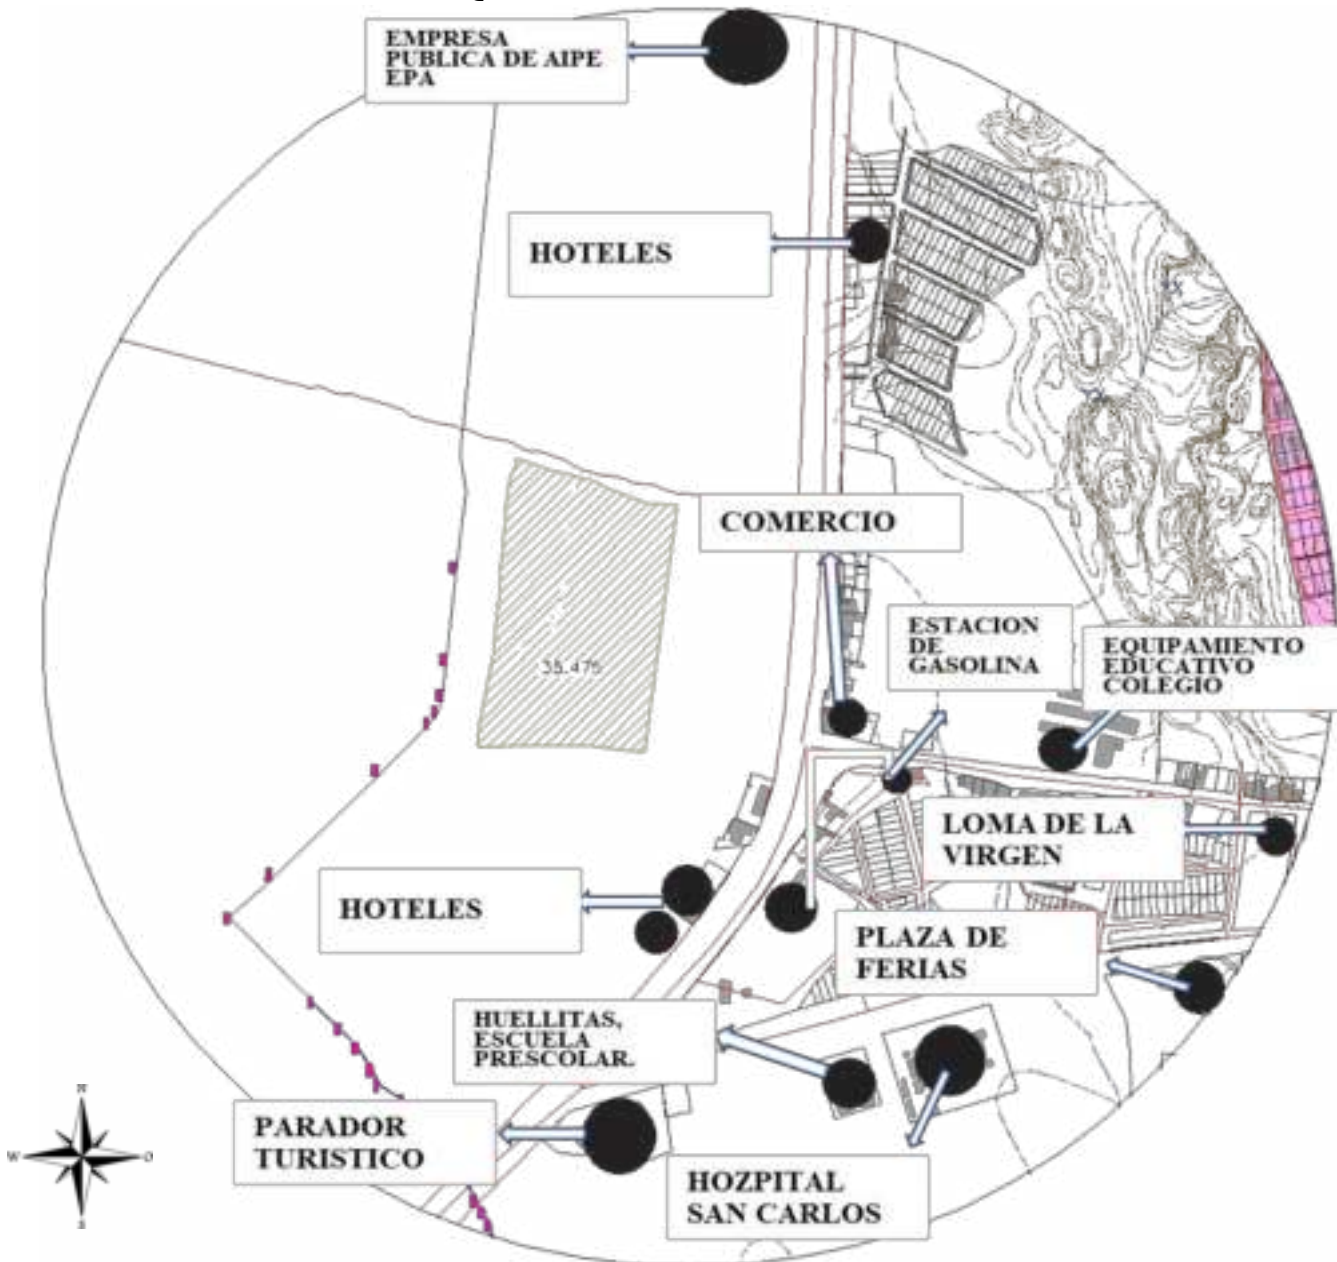 EMPRESA
PUBLICA DE AIPE
EPA
HOTELES
COMERCIO
ESTACION
DE
GASOLINA
EQUIPAMIENTO
EDUCATIVO
COLEGIO
35.475
LOMA DE LA
VIRGEN
HOTELES
PLAZA DE
FERIAS
HUELLITAS,
ESCUELA
PRESCOLAR.
N
W
O
S
PARADOR
TURISTICO
HOZPITAL
SAN CARLOS